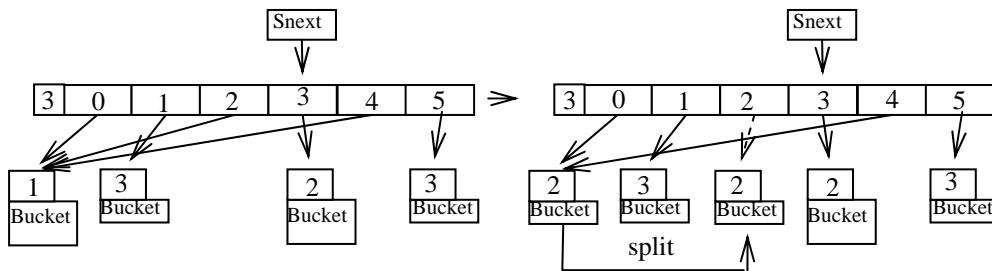 Snext Snext
3 0 1 2 3 4 5 3 0 1 2 3 4 5
1 3 2 3 2 3 2 2 3
Bucket Bucket Bucket Bucket Bucket Bucket Bucket Bucket Bucket
split